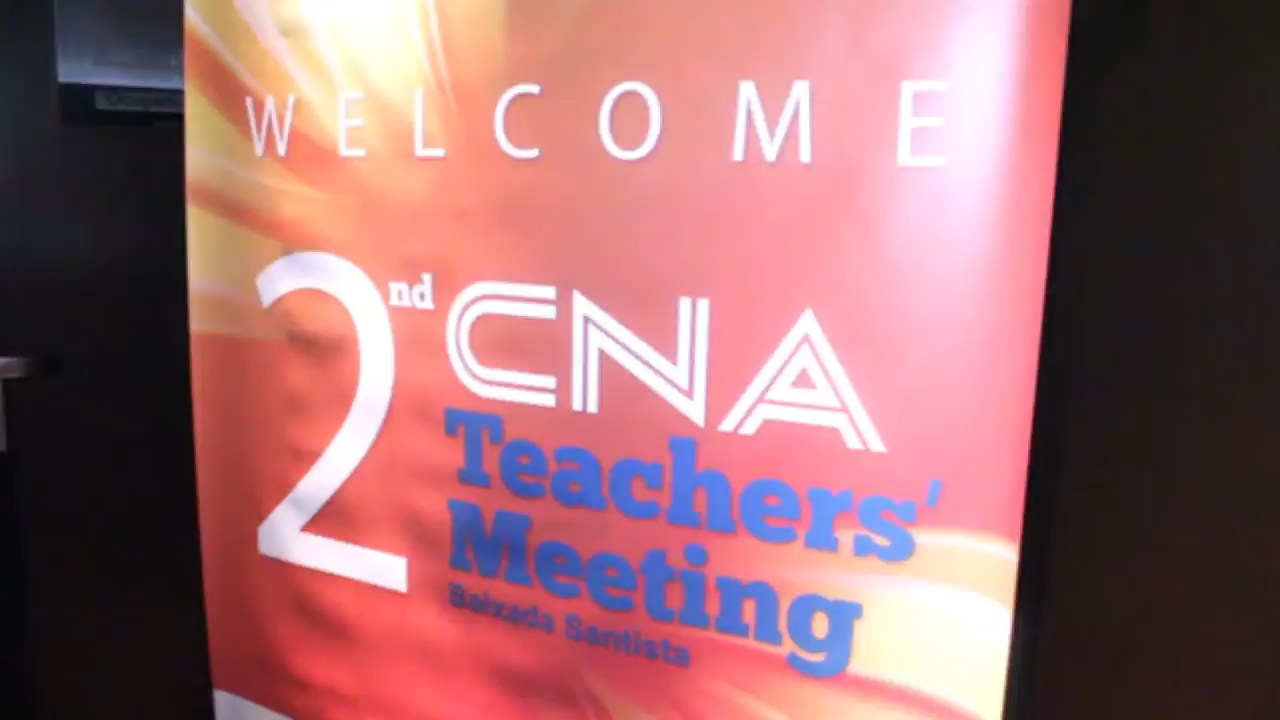 WELCOME
2nd CNA
Teachers'
Meeting
Baixada Santista